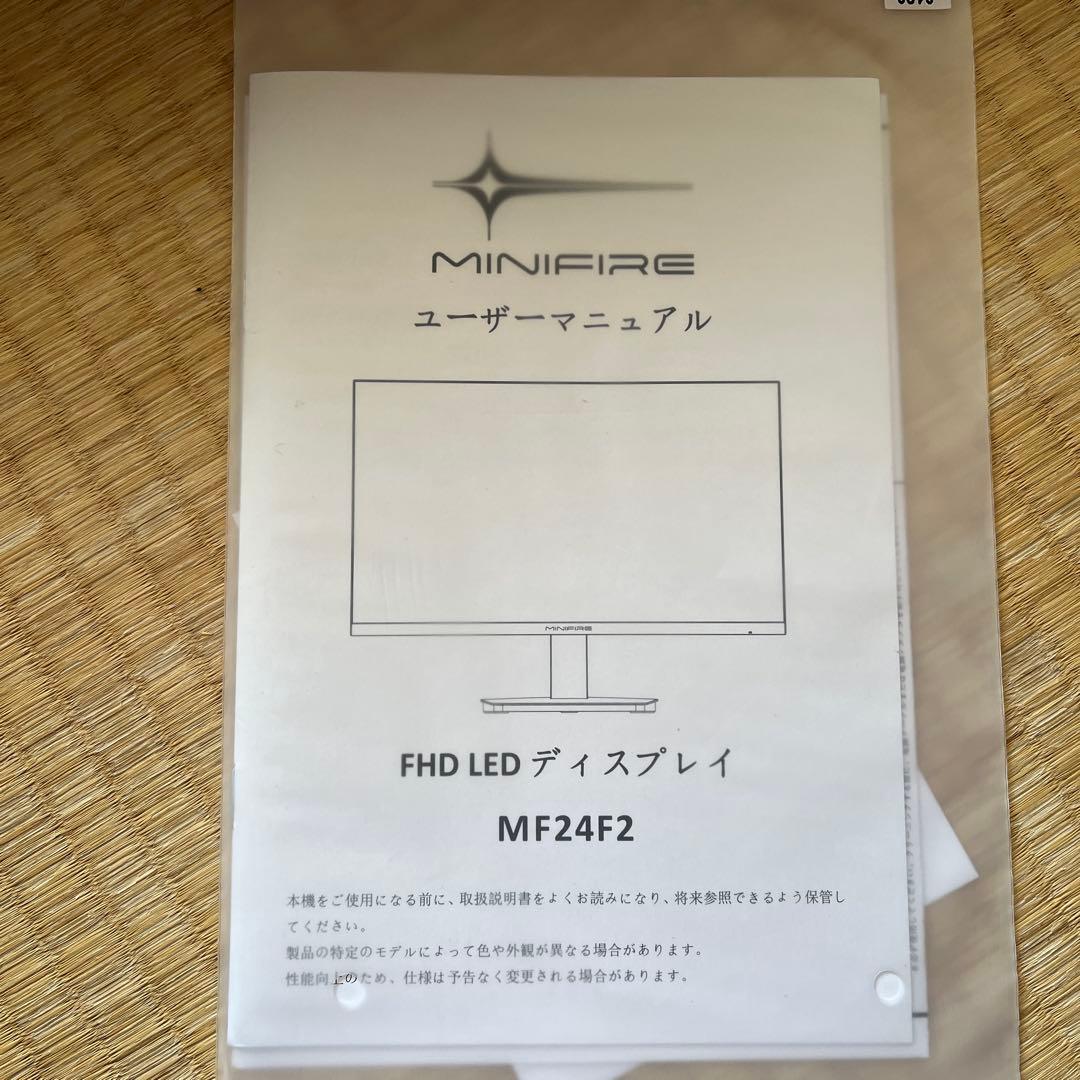 MINIFIRE
ユーザーマニュアル
MINIFIRE
FHD LED ディスプレイ
MF24F2
本機をご使用になる前に、取扱説明書をよくお読みになり、将来参照できるよう保管し
てください。
製品の特定のモデルによって色や外観が異なる場合があります。
性能向上のため、仕様は予告なく変更される場合があります。